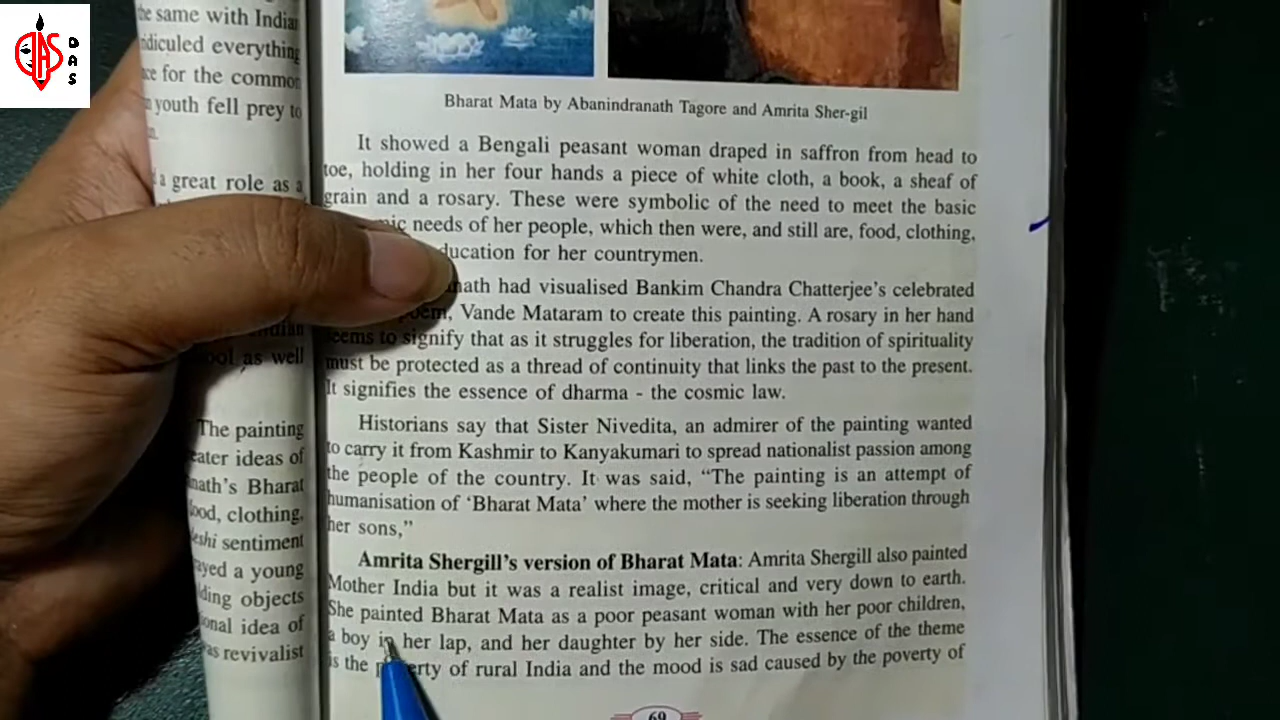 DAS
DAS
the same with Indian
ridiculed everything
for the common
youth fell prey to
a great role as a
as well
The painting
ideas of
Bharat
food, clothing,
sentiment
a young
objects
idea of
revivalist
Bharat Mata by Abanindranath Tagore and Amrita Sher-gil
It showed a Bengali peasant woman draped in saffron from head to
toe, holding in her four hands a piece of white cloth, a book, a sheaf of
grain and a rosary. These were symbolic of the need to meet the basic
needs of her people, which then were, and still are, food, clothing,
education for her countrymen.
had visualised Bankim Chandra Chatterjee's celebrated
poem, Vande Mataram to create this painting. A rosary in her hand
seems to signify that as it struggles for liberation, the tradition of spirituality
must be protected as a thread of continuity that links the past to the present.
It signifies the essence of dharma - the cosmic law.
Historians say that Sister Nivedita, an admirer of the painting wanted
to carry it from Kashmir to Kanyakumari to spread nationalist passion among
the people of the country. It was said, “The painting is an attempt of
humanisation of ‘Bharat Mata’ where the mother is seeking liberation through
her sons,”
Amrita Shergill's version of Bharat Mata: Amrita Shergill also painted
Mother India but it was a realist image, critical and very down to earth.
She painted Bharat Mata as a poor peasant woman with her poor children,
a boy in her lap, and her daughter by her side. The essence of the theme
is the poverty of rural India and the mood is sad caused by the poverty of
69